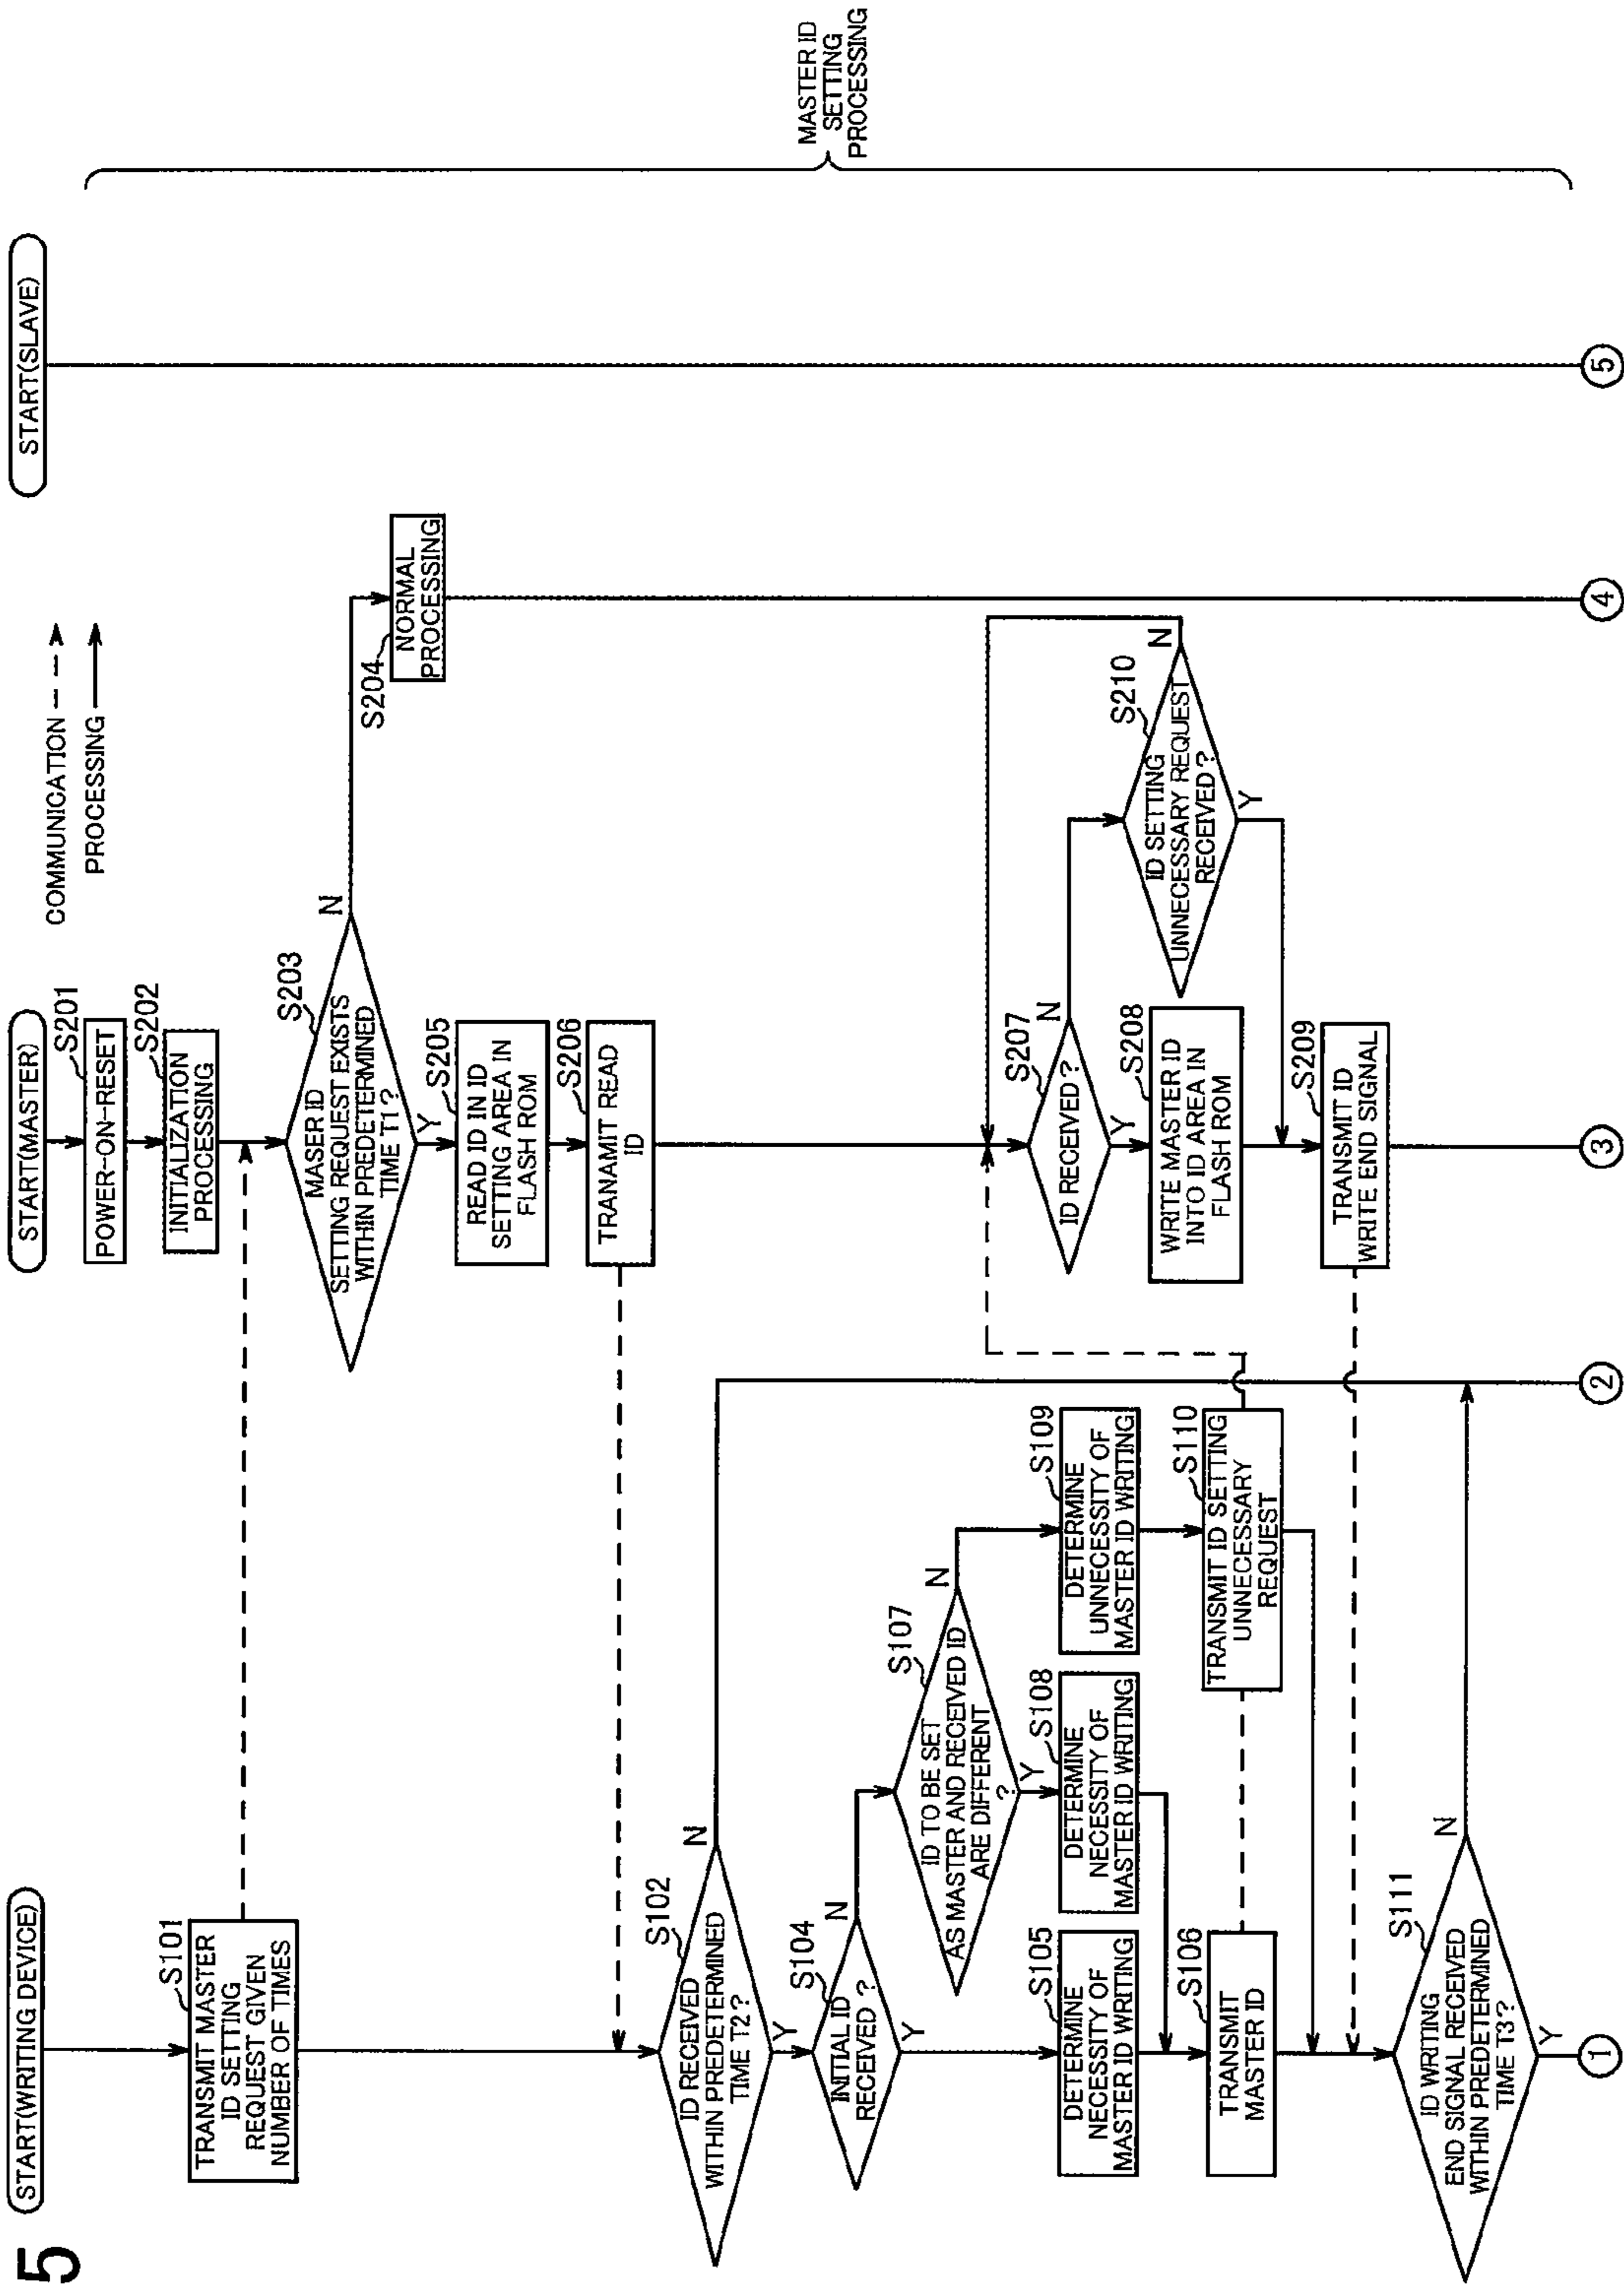 5
START(WRITING DEVICE)
S101
TRANSMIT MASTER
ID SETTING
REQUEST GIVEN
NUMBER OF TIMES
S102
ID RECEIVED
WITHIN PREDETERMINED
TIME T2?
N
Y
S104
INITIAL ID
RECEIVED ?
N
Y
S107
ID TO BE SET
AS MASTER AND RECEIVED ID
ARE DIFFERENT
?
N
Y
S105
DETERMINE
NECESSITY OF
MASTER ID WRITING
S108
DETERMINE
NECESSITY OF
MASTER ID WRITING
S109
DETERMINE
UNNECESSITY OF
MASTER ID WRITING
S106
TRANSMIT
MASTER ID
S110
TRANSMIT ID SETTING
UNNECESSARY
REQUEST
S111
ID WRITING
END SIGNAL RECEIVED
WITHIN PREDETERMINED
TIME T3?
N
Y
1
2
START(MASTER)
S201
POWER-ON-RESET
S202
INITIALIZATION
PROCESSING
COMMUNICATION
PROCESSING
S203
MASER ID
SETTING REQUEST EXISTS
WITHIN PREDETERMINED
TIME T1?
N
Y
S204
NORMAL
PROCESSING
S205
READ ID IN ID
SETTING AREA IN
FLASH ROM
S206
TRANAMIT READ
ID
S207
ID RECEIVED ?
N
Y
S210
ID SETTING
UNNECESSARY REQUEST
RECEIVED ?
N
Y
S208
WRITE MASTER ID
INTO ID AREA IN
FLASH ROM
S209
TRANSMIT ID
WRITE END SIGNAL
3
4
START(SLAVE)
5
MASTER ID
SETTING
PROCESSING